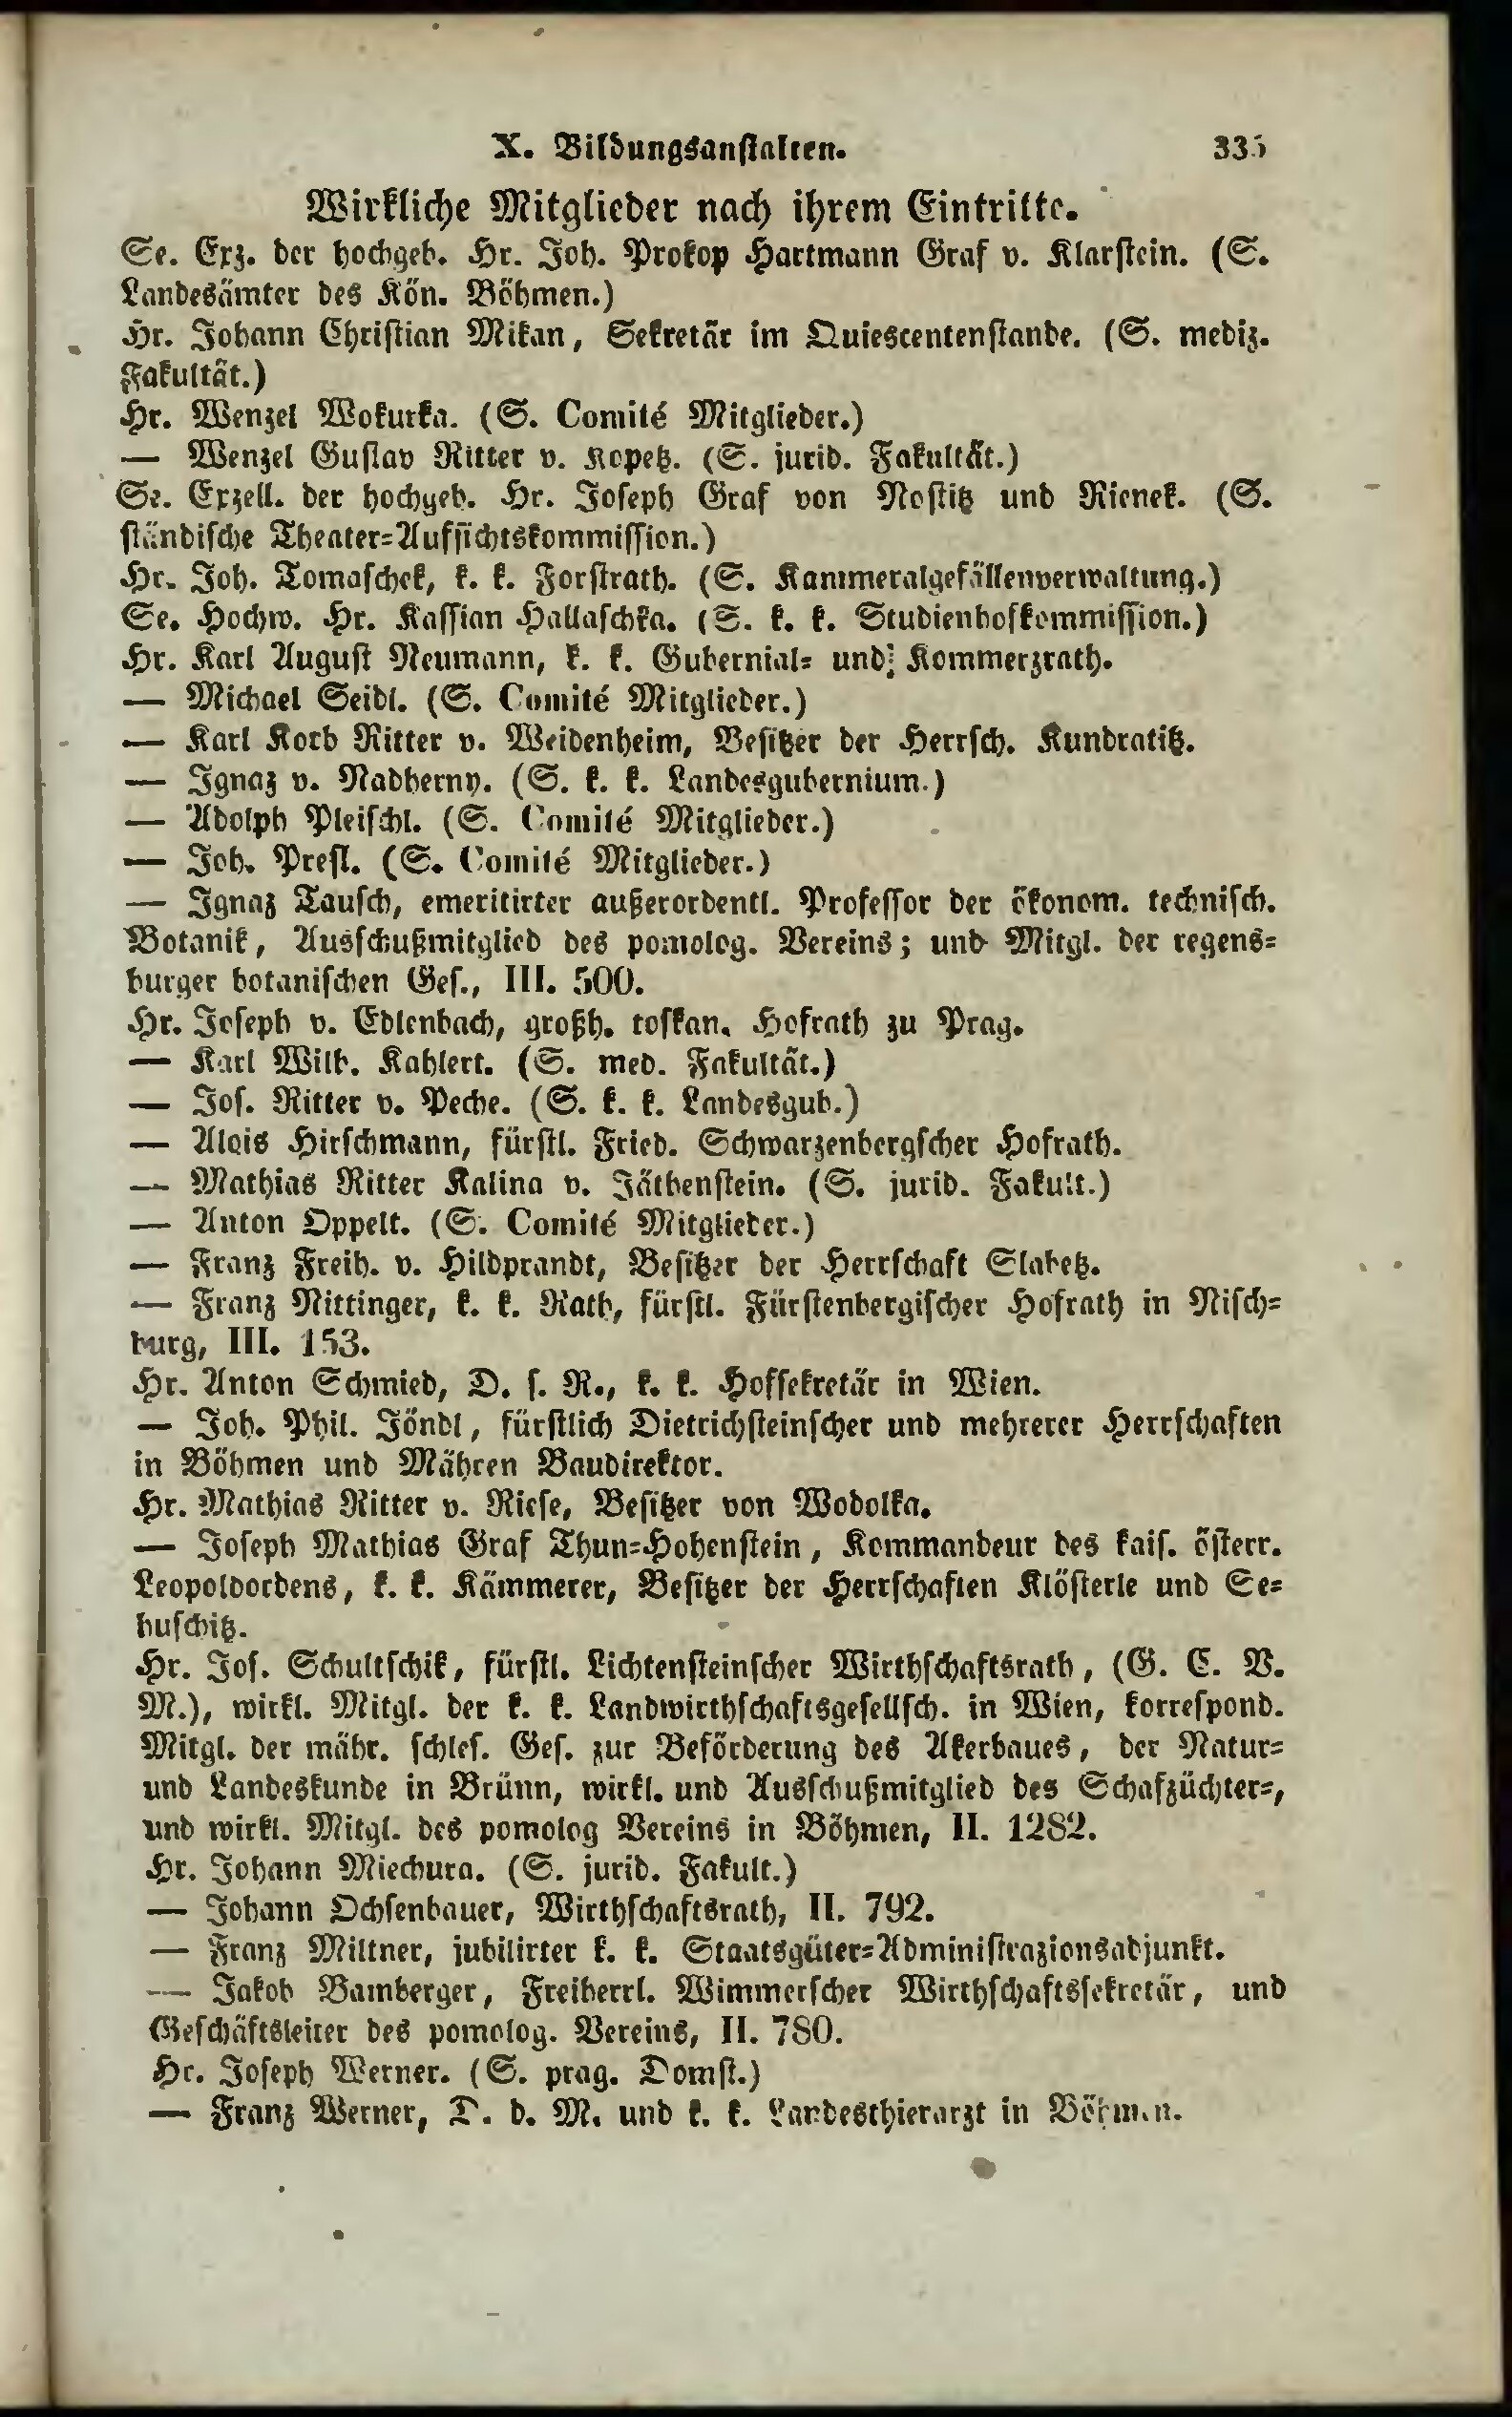 X. Bildungsanstalten. 335
Wirkliche Mitglieder nach ihrem Eintritte.
Se. Exz. der hochgeb. Hr. Joh. Prokop Hartmann Graf v. Klarstein. (S.
Landesämter des Kön. Böhmen.)
Hr. Johann Christian Mikan, Sekretär im Quiescentenstande. (S. mediz.
Fakultät.)
Hr. Wenzel Wokurka. (S. Comité Mitglieder.)
— Wenzel Gustav Ritter v. Kopetz. (S. jurid. Fakultät.)
Se. Exzell. der hochgeb. Hr. Joseph Graf von Nostitz und Rienek. (S.
ständische Theater=Aufsichtskommission.)
Hr. Joh. Tomaschek, k. k. Forstrath. (S. Kammeralgefällenverwaltung.)
Se. Hochw. Hr. Kassian Hallaschka. (S. k. k. Studienhofkommission.)
Hr. Karl August Neumann, k. k. Gubernial= und Kommerzrath.
— Michael Seidl. (S. Comité Mitglieder.)
— Karl Korb Ritter v. Weidenheim, Besitzer der Herrsch. Kundratitz.
— Ignaz v. Nadherny. (S. k. k. Landesgubernium.)
— Adolph Pleischl. (S. Comité Mitglieder.)
— Joh. Presl. (S. Comité Mitglieder.)
— Ignaz Tausch, emeritirter außerordentl. Professor der ökonom. technisch.
Botanik, Ausschußmitglied des pomolog. Vereins; und Mitgl. der regens=
burger botanischen Ges., III. 500.
Hr. Joseph v. Edlenbach, großh. toskan. Hofrath zu Prag.
— Karl Wilh. Kahlert. (S. med. Fakultät.)
— Jos. Ritter v. Peche. (S. k. k. Landesgub.)
— Alois Hirschmann, fürstl. Fried. Schwarzenbergscher Hofrath.
— Mathias Ritter Kalina v. Jäthenstein. (S. jurid. Fakult.)
— Anton Oppelt. (S. Comité Mitglieder.)
— Franz Freih. v. Hildprandt, Besitzer der Herrschaft Slabetz.
— Franz Nittinger, k. k. Rath, fürstl. Fürstenbergischer Hofrath in Nisch=
burg, III. 153.
Hr. Anton Schmied, D. s. R., k. k. Hofsekretär in Wien.
— Joh. Phil. Jöndl, fürstlich Dietrichsteinscher und mehrerer Herrschaften
in Böhmen und Mähren Baudirektor.
Hr. Mathias Ritter v. Riese, Besitzer von Wodolka.
— Joseph Mathias Graf Thun=Hohenstein, Kommandeur des kais. österr.
Leopoldordens, k. k. Kämmerer, Besitzer der Herrschaften Klösterle und Se=
huschitz.
Hr. Jos. Schultschik, fürstl. Lichtensteinscher Wirthschaftsrath, (G. C. V.
M.), wirkl. Mitgl. der k. k. Landwirthschaftsgesellsch. in Wien, korrespond.
Mitgl. der mähr. schles. Ges. zur Beförderung des Akerbaues, der Natur=
und Landeskunde in Brünn, wirkl. und Ausschußmitglied des Schafzüchter=,
und wirkl. Mitgl. des pomolog Vereins in Böhmen, II. 1282.
Hr. Johann Miechura. (S. jurid. Fakult.)
— Johann Ochsenbauer, Wirthschaftsrath, II. 792.
— Franz Miltner, jubilirter k. k. Staatsgüter=Administrazionsadjunkt.
— Jakob Bamberger, Freiherrl. Wimmerscher Wirthschaftssekretär, und
Geschäftsleiter des pomolog. Vereins, II. 780.
Hr. Joseph Werner. (S. prag. Domst.)
— Franz Werner, D. d. M. und k. k. Landesthierarzt in Böhmen.